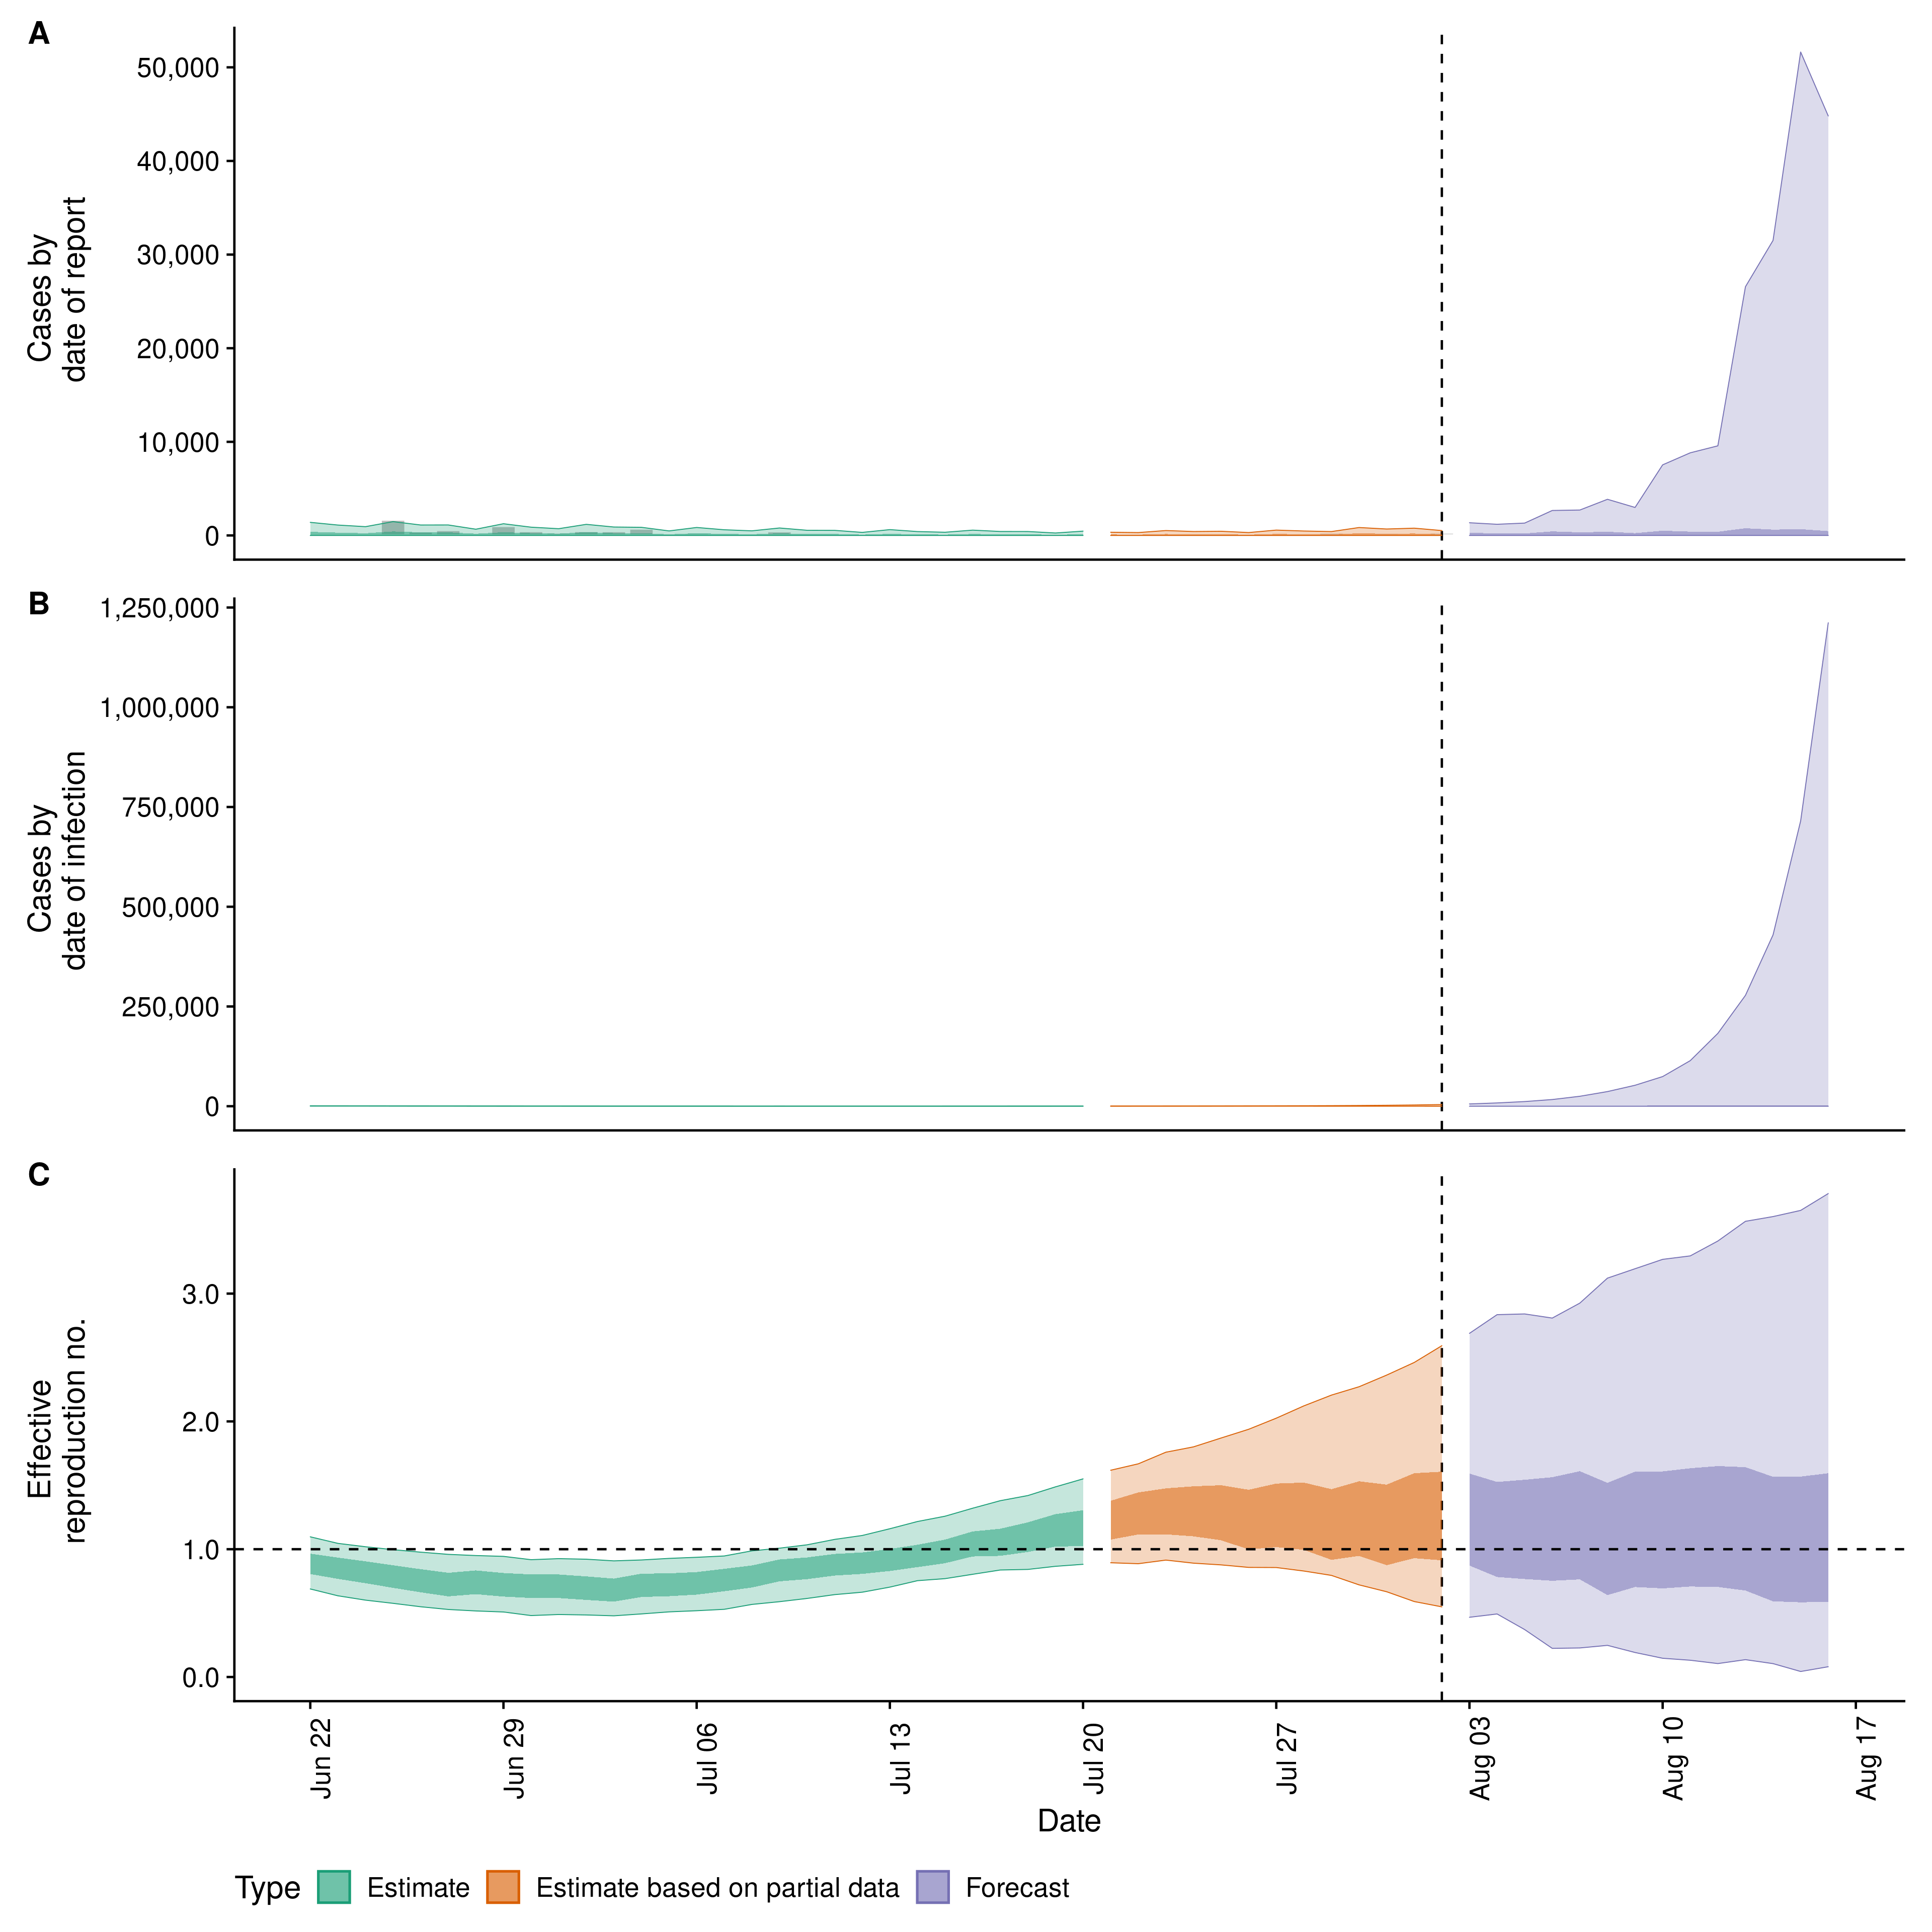 A
Cases by
date of report
50,000
40,000
30,000
20,000
10,000
0
B
Cases by
date of infection
1,250,000
1,000,000
750,000
500,000
250,000
0
C
Effective
reproduction no.
3.0
2.0
1.0
0.0
Jun 22
Jun 29
Jul 06
Jul 13
Jul 20
Jul 27
Aug 03
Aug 10
Aug 17
Date
Type Estimate Estimate based on partial data Forecast